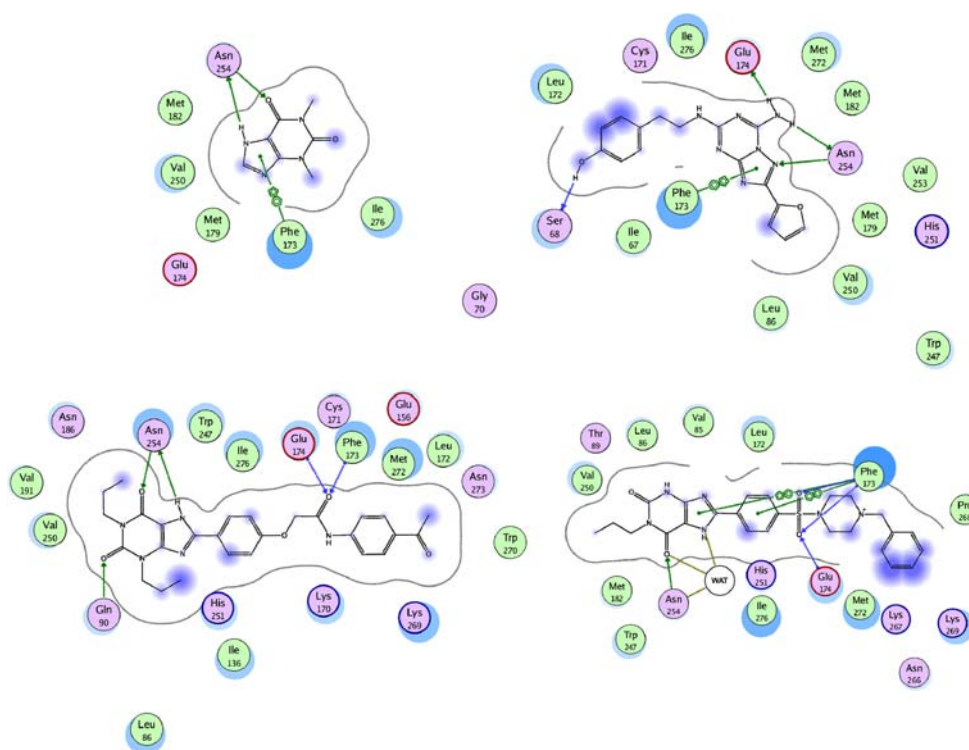 Asn
254
Met
182
Val
250
Met
179
Glu
174
Phe
173
Ile
276
H
N
N
O
N
O
N
Gly
70
Cys
171
Ile
276
Glu
174
Met
272
Leu
172
Met
182
Asn
254
Val
253
Phe
173
Ser
68
Ile
67
Met
179
His
251
Val
250
Leu
86
Trp
247
H
O
H
N
N
N
H
N
H
N
N
N
N
O
Asn
186
Asn
254
Trp
247
Ile
276
Cys
171
Glu
156
Glu
174
Phe
173
Met
272
Leu
172
Asn
273
Val
191
Val
250
Trp
270
Gln
90
His
251
Lys
170
Lys
269
Ile
136
Leu
86
O
N
O
N
H
N
N
O
O
N
H
O
Thr
89
Leu
86
Val
85
Leu
172
Phe
173
Val
250
Met
182
Asn
254
WAT
His
251
Ile
276
Glu
174
Met
272
Lys
267
Lys
269
Trp
247
Asn
266
O
HN
N
N
O
N
H
O
S
O
N
N